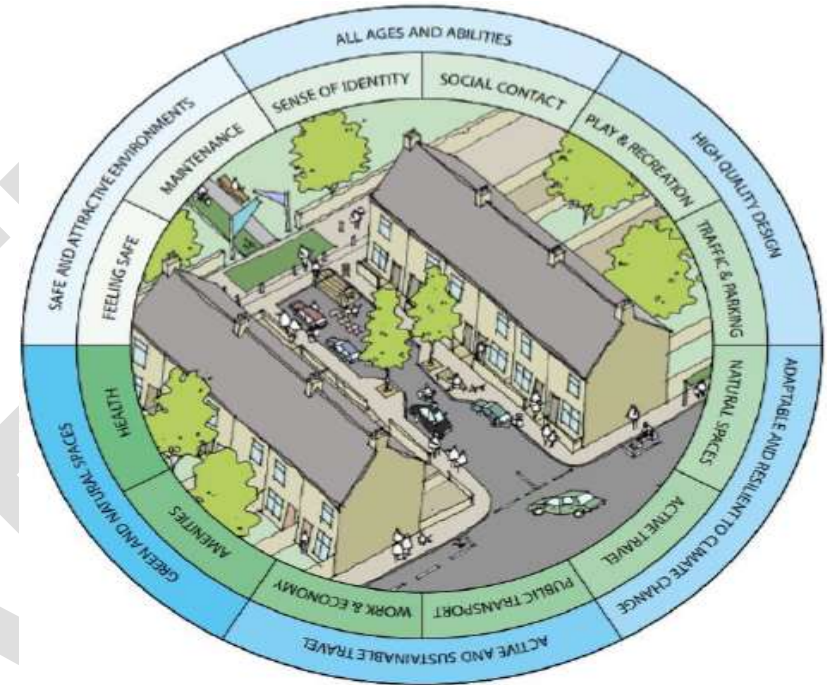 ALL AGES AND ABILITIES
HIGH QUALITY DESIGN
ADAPTABLE AND RESILIENT TO CLIMATE CHANGE
ACTIVE AND SUSTAINABLE TRAVEL
GREEN AND NATURAL SPACES
SAFE AND ATTRACTIVE ENVIRONMENTS
SENSE OF IDENTITY
SOCIAL CONTACT
PLAY & RECREATION
TRAFFIC & PARKING
NATURAL SPACES
ACTIVE TRAVEL
PUBLIC TRANSPORT
WORK & ECONOMY
AMENITIES
HEALTH
FEELING SAFE
MAINTENANCE